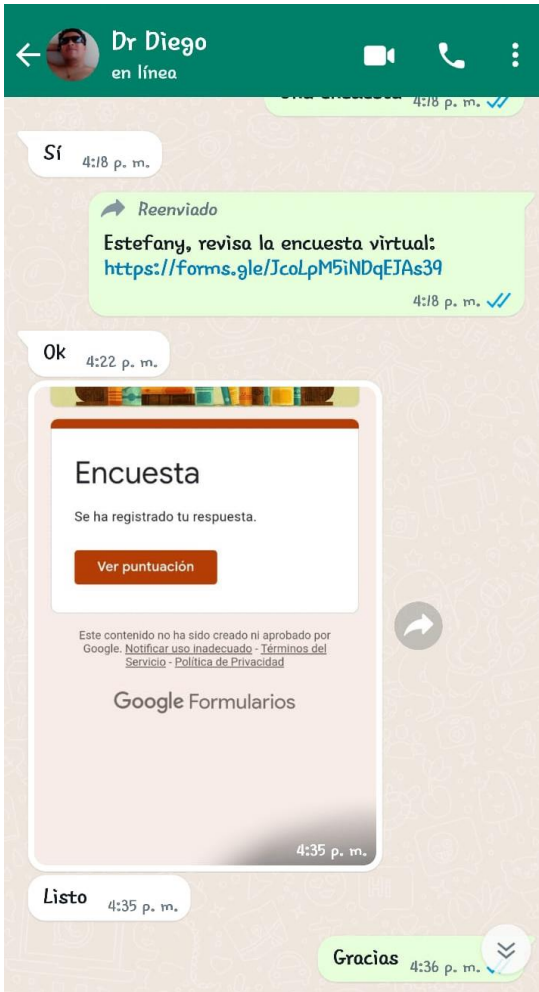 Dr Diego
en línea
4:18 p. m.
Sí
4:18 p. m.
Reenviado
Estefany, revisa la encuesta virtual:
https://forms.gle/JcoLpM5iNDqEJAs39
4:18 p. m.
Ok
4:22 p. m.
Encuesta
Se ha registrado tu respuesta.
Ver puntuación
Este contenido no ha sido creado ni aprobado por
Google. Notificar uso inadecuado - Términos del
Servicio - Política de Privacidad
Google Formularios
4:35 p. m.
Listo
4:35 p. m.
Gracias
4:36 p. m.